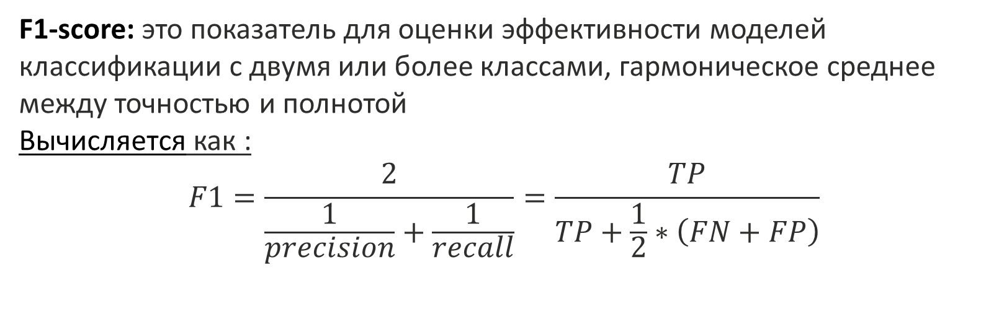 F1-score: это показатель для оценки эффективности моделей
классификации с двумя или более классами, гармоническое среднее
между точностью и полнотой
Вычисляется как :
F1 = \frac{2}{\frac{1}{precision} + \frac{1}{recall}} = \frac{TP}{TP + \frac{1}{2} * (FN + FP)}